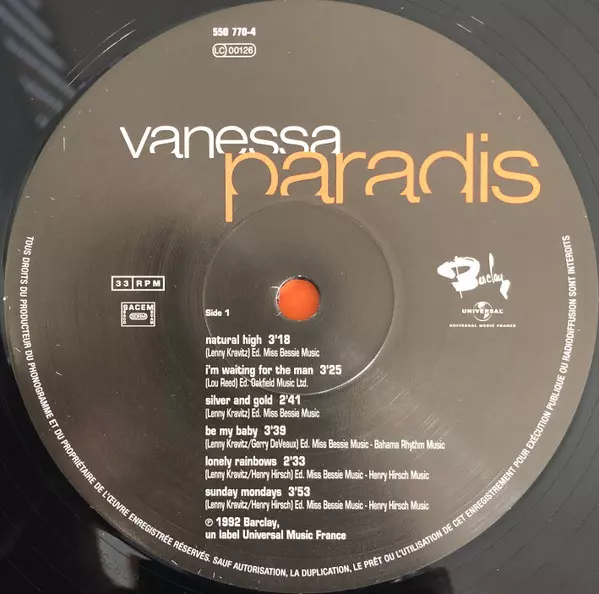 550 770-4
LC 00126
vanessa
paradis
33 RPM
SACEM
SDRM
Barclay
UNIVERSAL
UNIVERSAL MUSIC FRANCE
Side 1
natural high 3'18
(Lenny Kravitz) Ed. Miss Bessie Music
i'm waiting for the man 3'25
(Lou Reed) Ed. Oakfield Music Ltd.
silver and gold 2'41
(Lenny Kravitz) Ed. Miss Bessie Music
be my baby 3'39
(Lenny Kravitz/Gerry DeVeaux) Ed. Miss Bessie Music - Bahama Rhythm Music
lonely rainbows 2'33
(Lenny Kravitz/Henry Hirsch) Ed. Miss Bessie Music - Henry Hirsch Music
sunday mondays 3'53
(Lenny Kravitz/Henry Hirsch) Ed. Miss Bessie Music - Henry Hirsch Music
℗ 1992 Barclay,
un label Universal Music France
TOUS DROITS DU PRODUCTEUR DU PHONOGRAMME ET DU PROPRIÉTAIRE DE L'ŒUVRE ENREGISTRÉE RÉSERVÉS. SAUF AUTORISATION, LA DUPLICATION, LE PRÊT OU L'UTILISATION DE CET ENREGISTREMENT POUR EXÉCUTION PUBLIQUE OU RADIODIFFUSION SONT INTERDITS